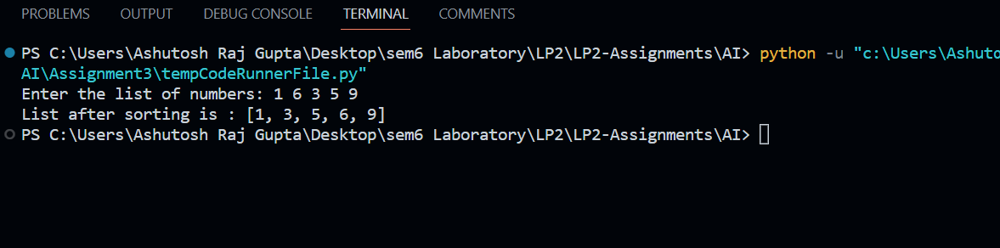 PROBLEMS OUTPUT DEBUG CONSOLE TERMINAL COMMENTS
PS C:\Users\Ashutosh Raj Gupta\Desktop\sem6 Laboratory\LP2\LP2-Assignments\AI> python -u "c:\Users\Ashuto
AI\Assignment3\tempCodeRunnerFile.py"
Enter the list of numbers: 1 6 3 5 9
List after sorting is : [1, 3, 5, 6, 9]
PS C:\Users\Ashutosh Raj Gupta\Desktop\sem6 Laboratory\LP2\LP2-Assignments\AI>